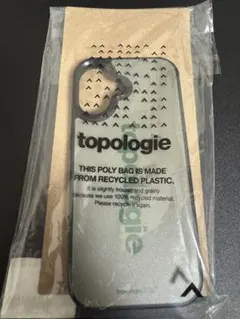 topologie
THIS POLY BAG IS MADE
FROM RECYCLED PLASTIC.
It is slightly frosted and grainy
because we use 100% recycled material.
Please recycle it again.
topologie